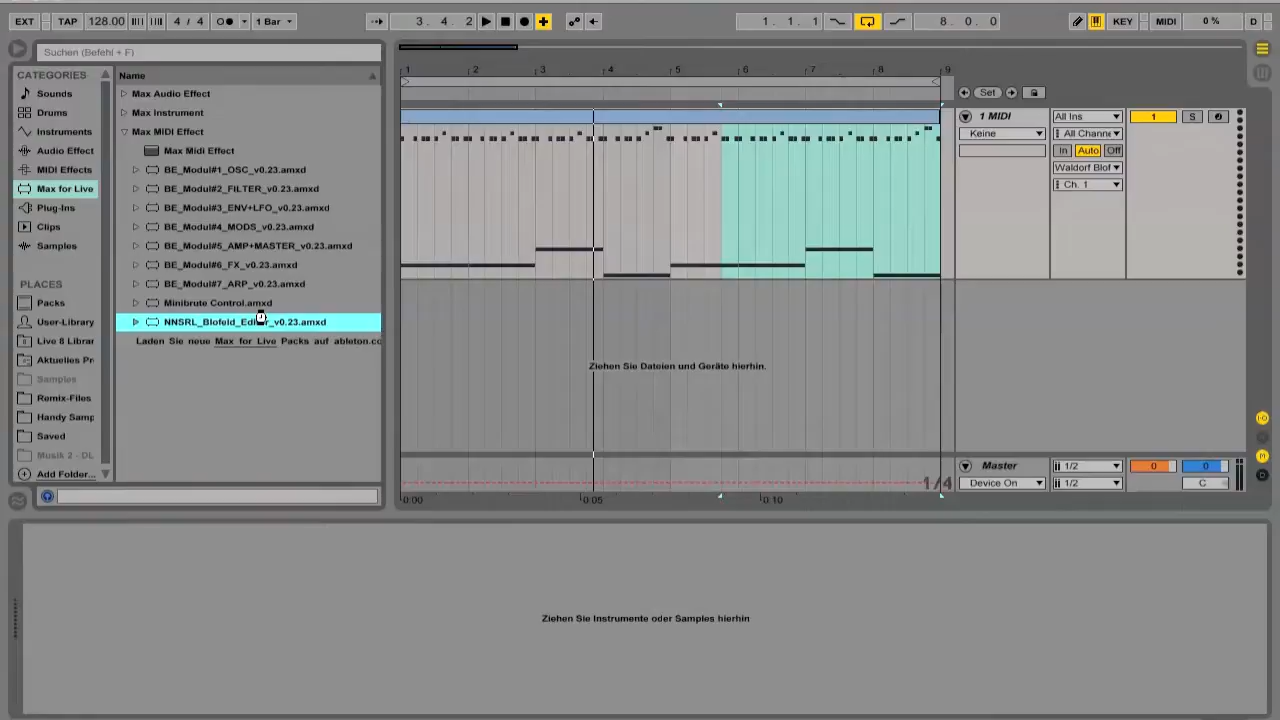 EXT TAP 128.00 4 / 4 1 Bar 3. 4. 2 1. 1. 1 8. 0. 0 KEY MIDI 0 % D
Suchen (Befehl + F)
CATEGORIES
Sounds
Drums
Instruments
Audio Effect
MIDI Effects
Max for Live
Plug-Ins
Clips
Samples
PLACES
Packs
User-Library
Live 8 Librar
Aktuelles Pr
Samples
Remix-Files
Handy Samp
Saved
Musik 2 - DL
Add Folder...
Name
Max Audio Effect
Max Instrument
Max MIDI Effect
Max Midi Effect
BE_Modul#1_OSC_v0.23.amxd
BE_Modul#2_FILTER_v0.23.amxd
BE_Modul#3_ENV+LFO_v0.23.amxd
BE_Modul#4_MODS_v0.23.amxd
BE_Modul#5_AMP+MASTER_v0.23.amxd
BE_Modul#6_FX_v0.23.amxd
BE_Modul#7_ARP_v0.23.amxd
Minibrute Control.amxd
NNSRL_Blofeld_Editor_v0.23.amxd
Laden Sie neue Max for Live Packs auf ableton.co
1 2 3 4 5 6 7 8 9
Set
1 MIDI
Keine
All Ins
All Channe
In Auto Off
Waldorf Blof
Ch. 1
1 S
Ziehen Sie Dateien und Geräte hierhin.
Master
Device On
1/2
1/2
0 0
C
1/4
0:00 0:05 0:10
Ziehen Sie Instrumente oder Samples hierhin